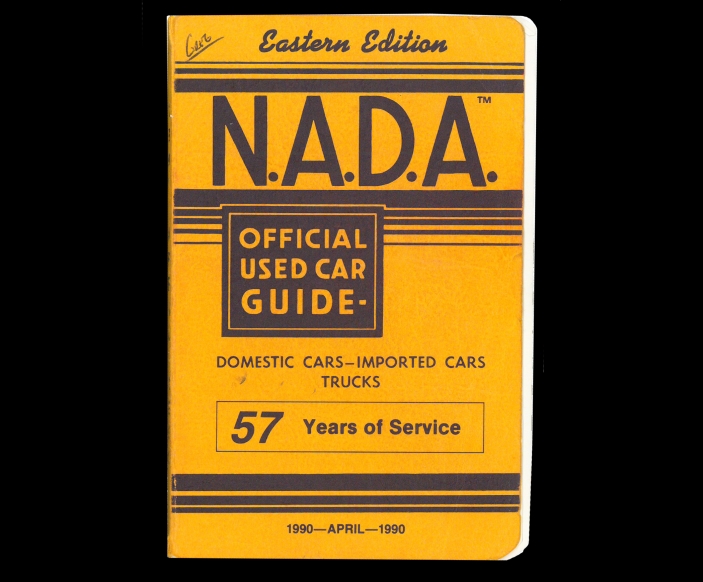 Eastern Edition
N.A.D.A.™
OFFICIAL
USED CAR
GUIDE-
DOMESTIC CARS–IMPORTED CARS
TRUCKS
57 Years of Service
1990—APRIL—1990